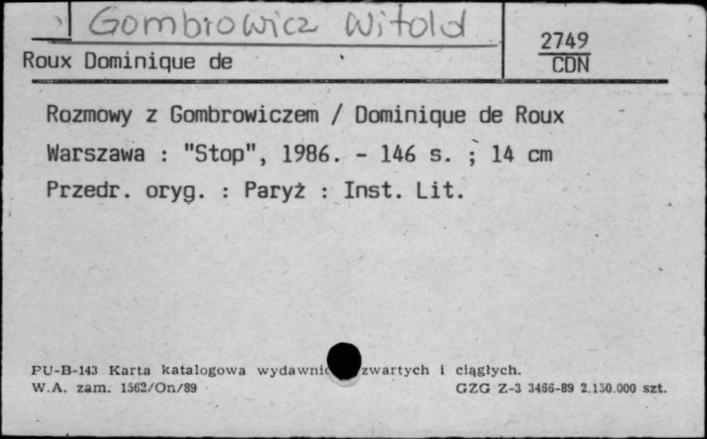 Gombrowicz Witold
2749
CDN
Roux Dominique de
Rozmowy z Gombrowiczem / Dominique de Roux
Warszawa : "Stop", 1986. - 146 s. ; 14 cm
Przedr. oryg. : Paryż : Inst. Lit.
PU-B-143 Karta katalogowa wydawnic zwartych i ciągłych.
W.A. zam. 1562/On/89 GZG Z-3 3466-89 2.150.000 szt.